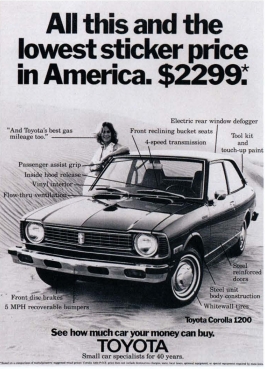 All this and the
lowest sticker price
in America. $2299.*
Electric rear window defogger
"And Toyota's best gas
mileage too."
Front reclining bucket seats
4-speed transmission
Tool kit
and
touch-up paint
Passenger assist grip
Inside hood release
Vinyl interior
Flow-thru ventilation
Steel
reinforced
doors
Front disc brakes
5 MPH recoverable bumpers
Steel unit
body construction
Whitewall tires
Toyota Corolla 1200
See how much car your money can buy.
TOYOTA
Small car specialists for 40 years.